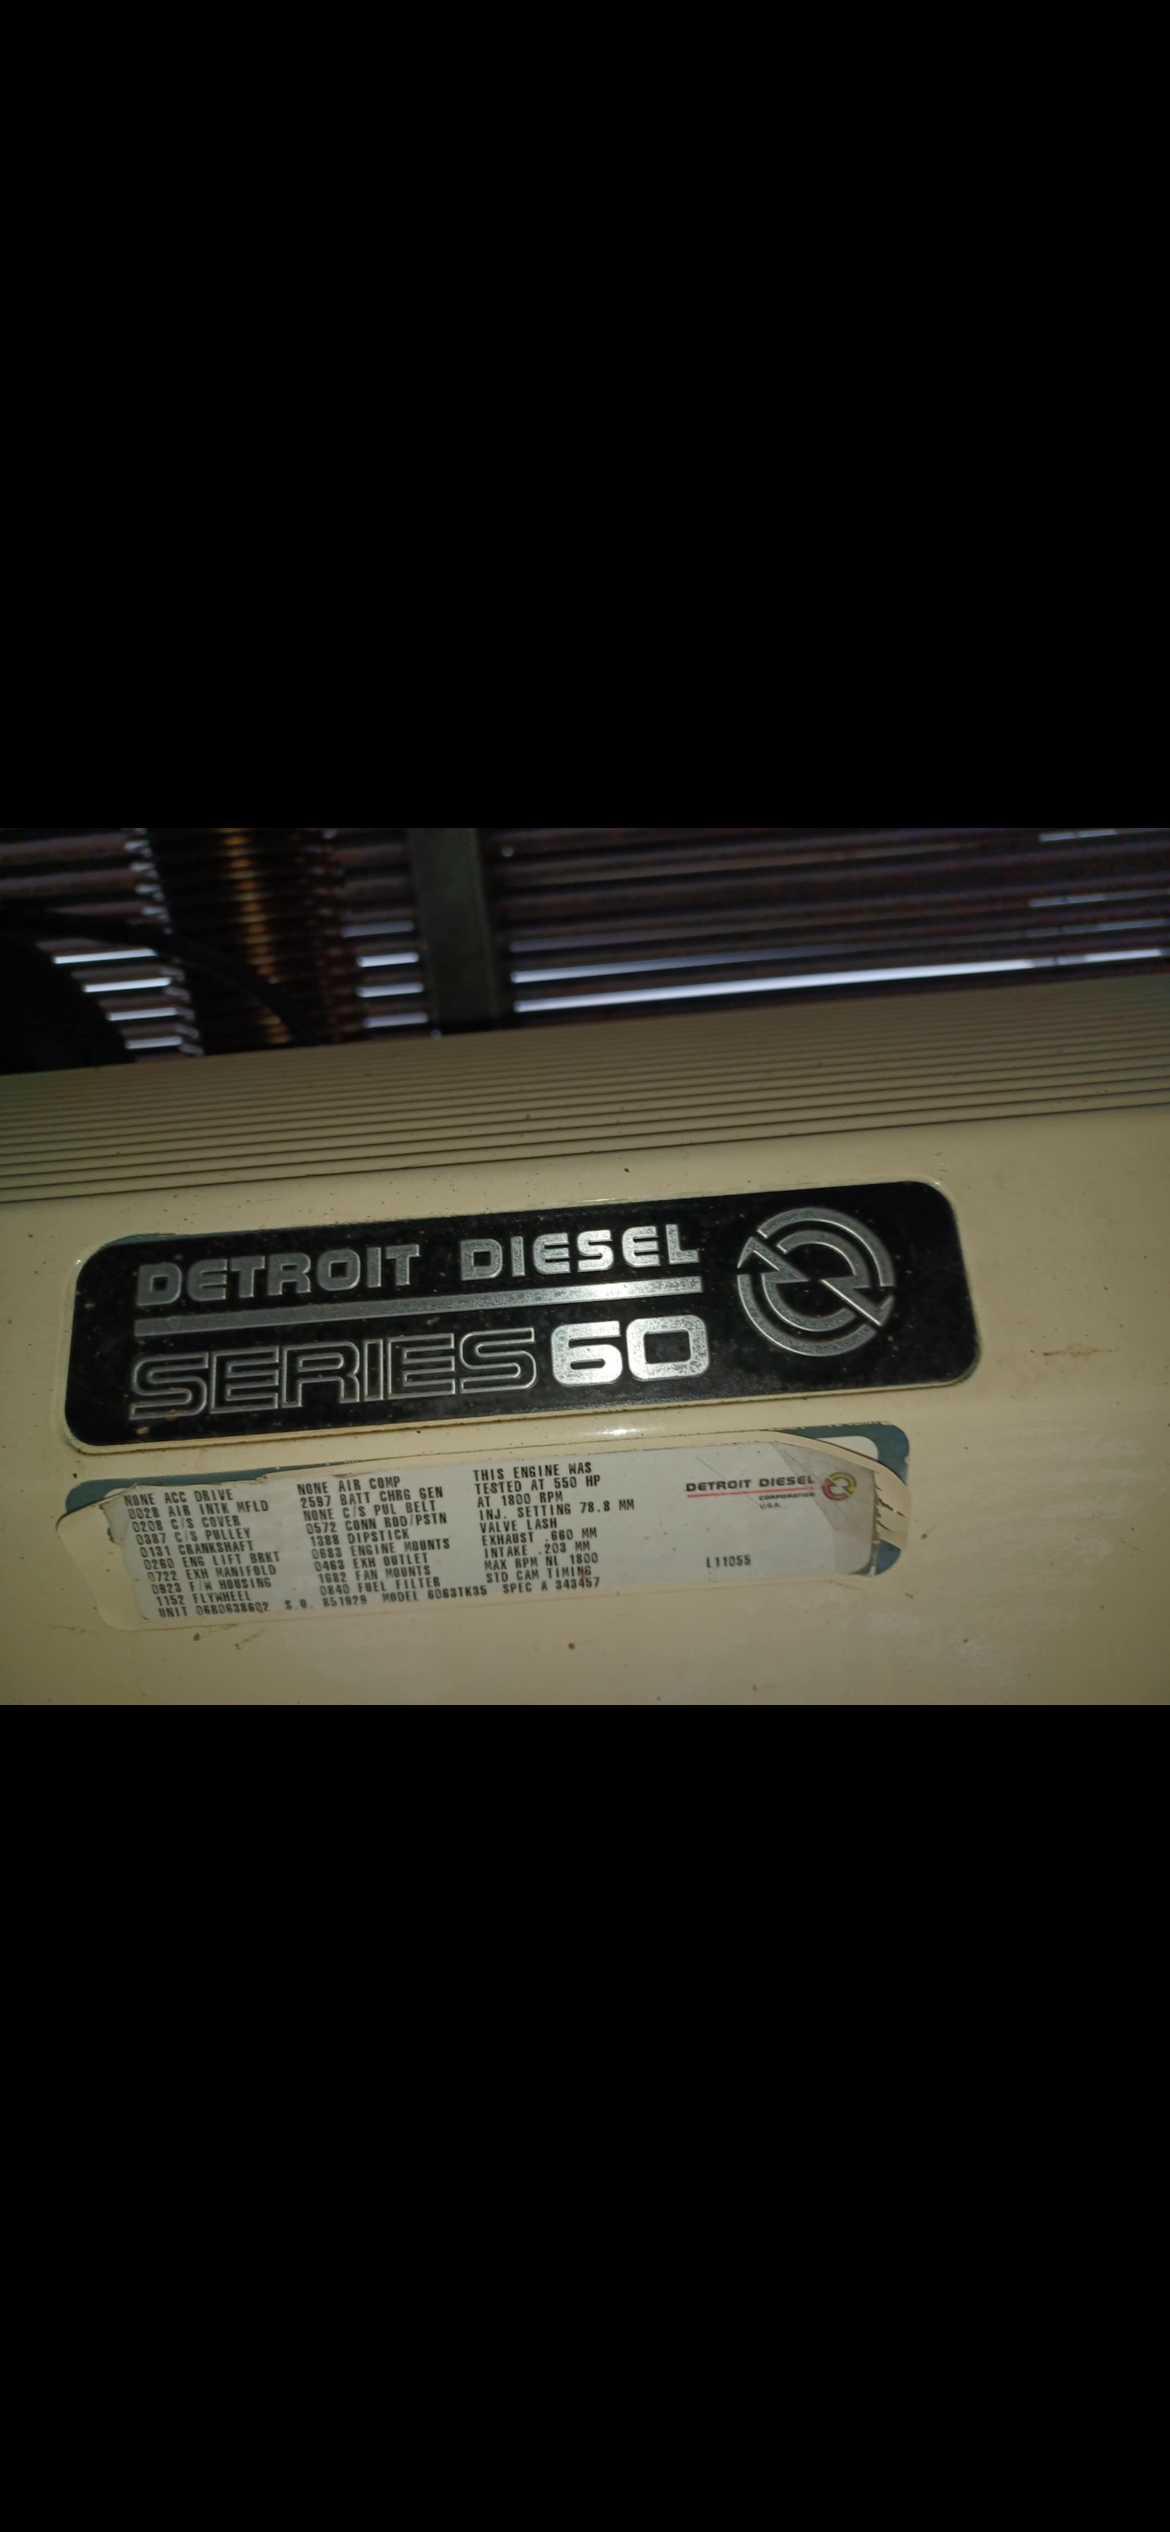 DETROIT DIESEL
SERIES 60
NONE ACC DRIVE
0028 AIR INTK MFLD
0208 C/S COVER
0387 C/S PULLEY
0131 CRANKSHAFT
0260 ENG LIFT BRKT
0722 EXH MANIFOLD
0923 F/W HOUSING
1152 FLYWHEEL
NONE AIR COMP
2597 BATT CHRG GEN
NONE C/S PUL BELT
0572 CONN ROD/PSTN
1388 DIPSTICK
0683 ENGINE MOUNTS
0463 EXH OUTLET
1682 FAN MOUNTS
0840 FUEL FILTER
THIS ENGINE WAS
TESTED AT 550 HP
AT 1800 RPM
INJ. SETTING 78.8 MM
VALVE LASH
EXHAUST .660 MM
INTAKE .203 MM
MAX RPM NL 1800
STD CAM TIMING
UNIT 06R0638602 S.O. 851929 MODEL 6063TK35 SPEC A 343457
DETROIT DIESEL
CORPORATION
U.S.A.
L11055